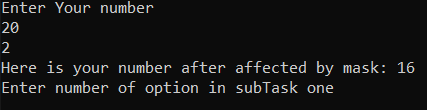 Enter Your number
20
2
Here is your number after affected by mask: 16
Enter number of option in subTask one